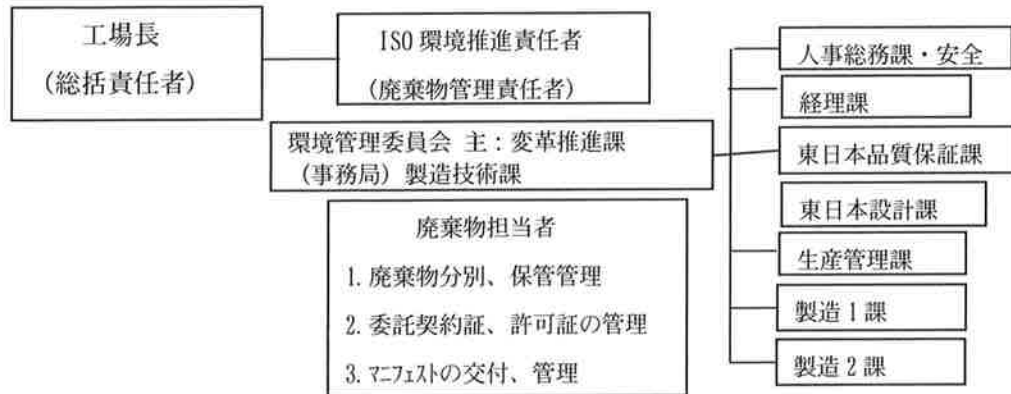 工場長
(総括責任者)
ISO 環境推進責任者
(廃棄物管理責任者)
環境管理委員会 主：変革推進課
(事務局) 製造技術課
廃棄物担当者
1. 廃棄物分別、保管管理
2. 委託契約証、許可証の管理
3. マニフェストの交付、管理
人事総務課・安全
経理課
東日本品質保証課
東日本設計課
生産管理課
製造１課
製造２課